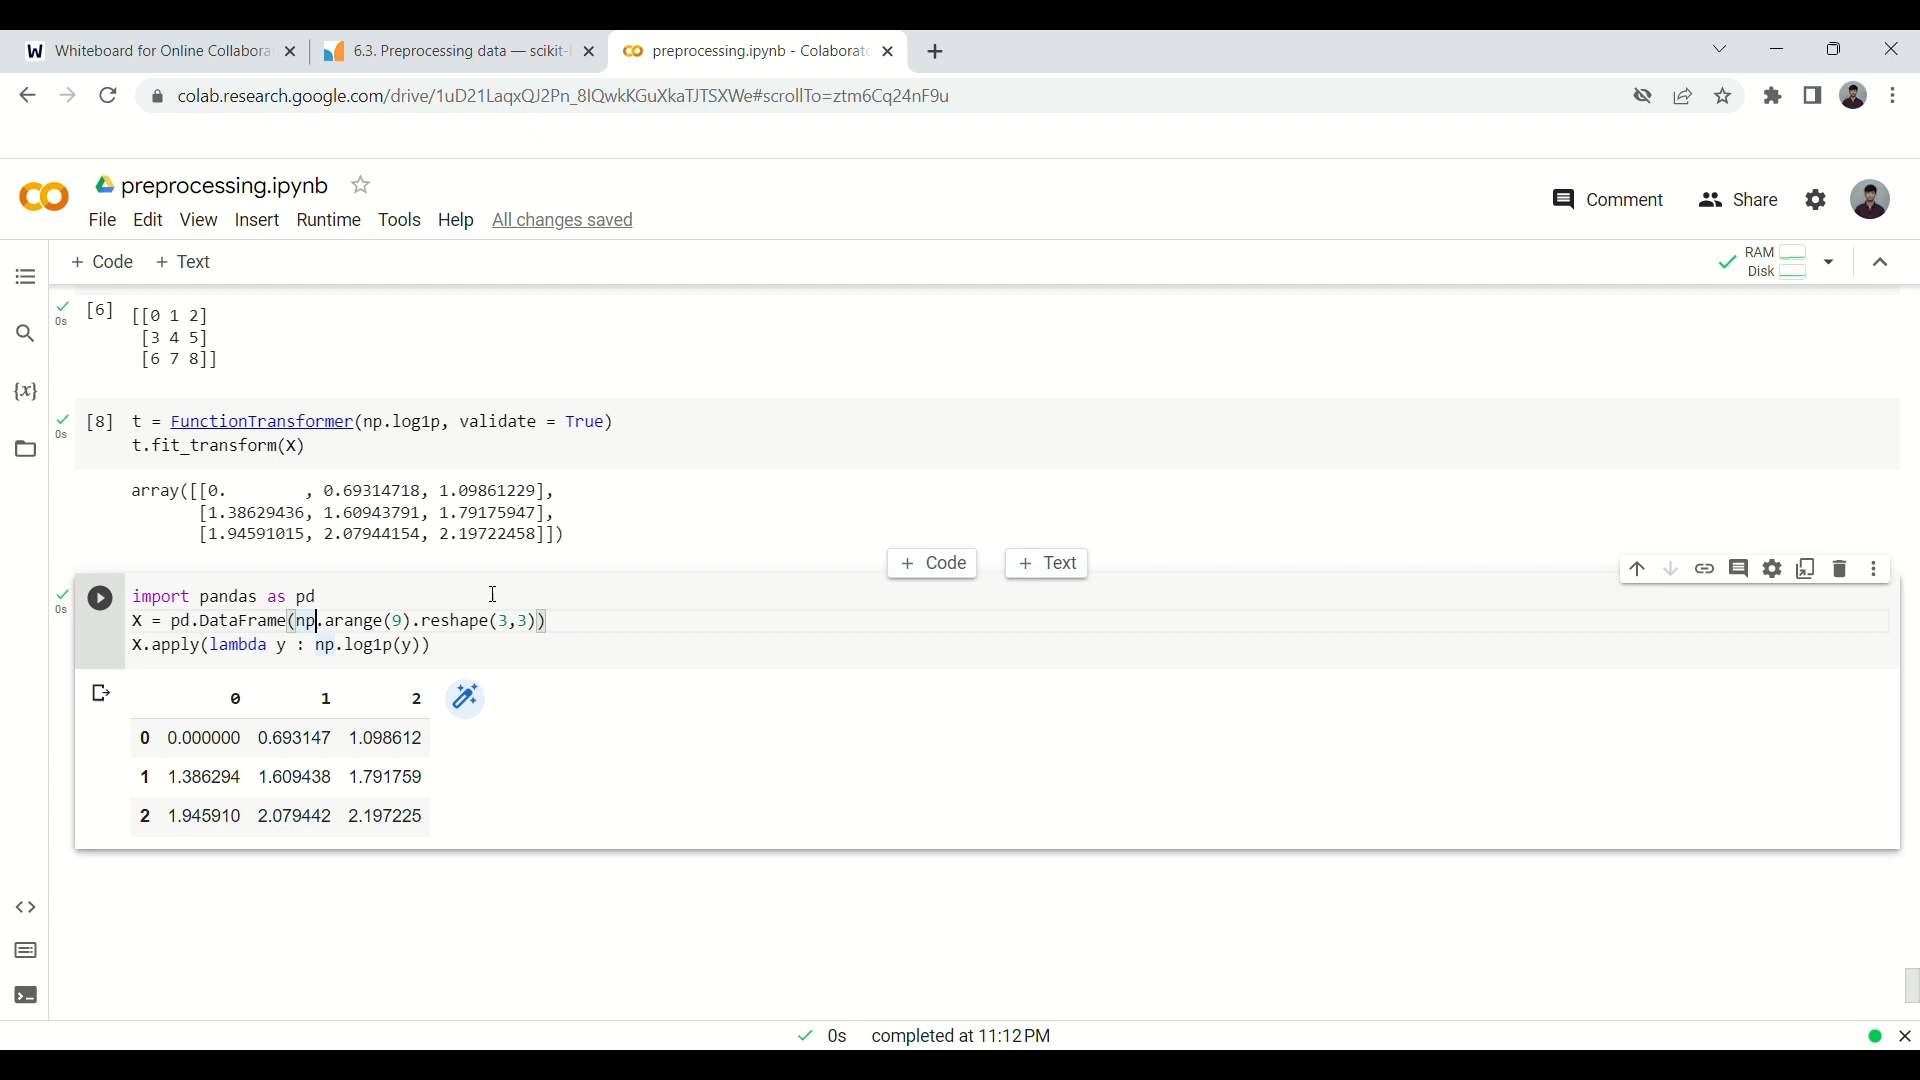 Whiteboard for Online Collabora
6.3. Preprocessing data — scikit-
preprocessing.ipynb - Colaborato
colab.research.google.com/drive/1uD21LaqxQJ2Pn_8IQwkKGuXkaTJTSXWe#scrollTo=ztm6Cq24nF9u
preprocessing.ipynb
File Edit View Insert Runtime Tools Help All changes saved
Comment Share
+ Code + Text
RAM
Disk
0s [6] [[0 1 2]
[3 4 5]
[6 7 8]]
0s [8] t = FunctionTransformer(np.log1p, validate = True)
t.fit_transform(X)
array([[0. , 0.69314718, 1.09861229],
[1.38629436, 1.60943791, 1.79175947],
[1.94591015, 2.07944154, 2.19722458]])
+ Code + Text
0s import pandas as pd
X = pd.DataFrame(np.arange(9).reshape(3,3))
X.apply(lambda y : np.log1p(y))
0 1 2
0 0.000000 0.693147 1.098612
1 1.386294 1.609438 1.791759
2 1.945910 2.079442 2.197225
0s completed at 11:12 PM